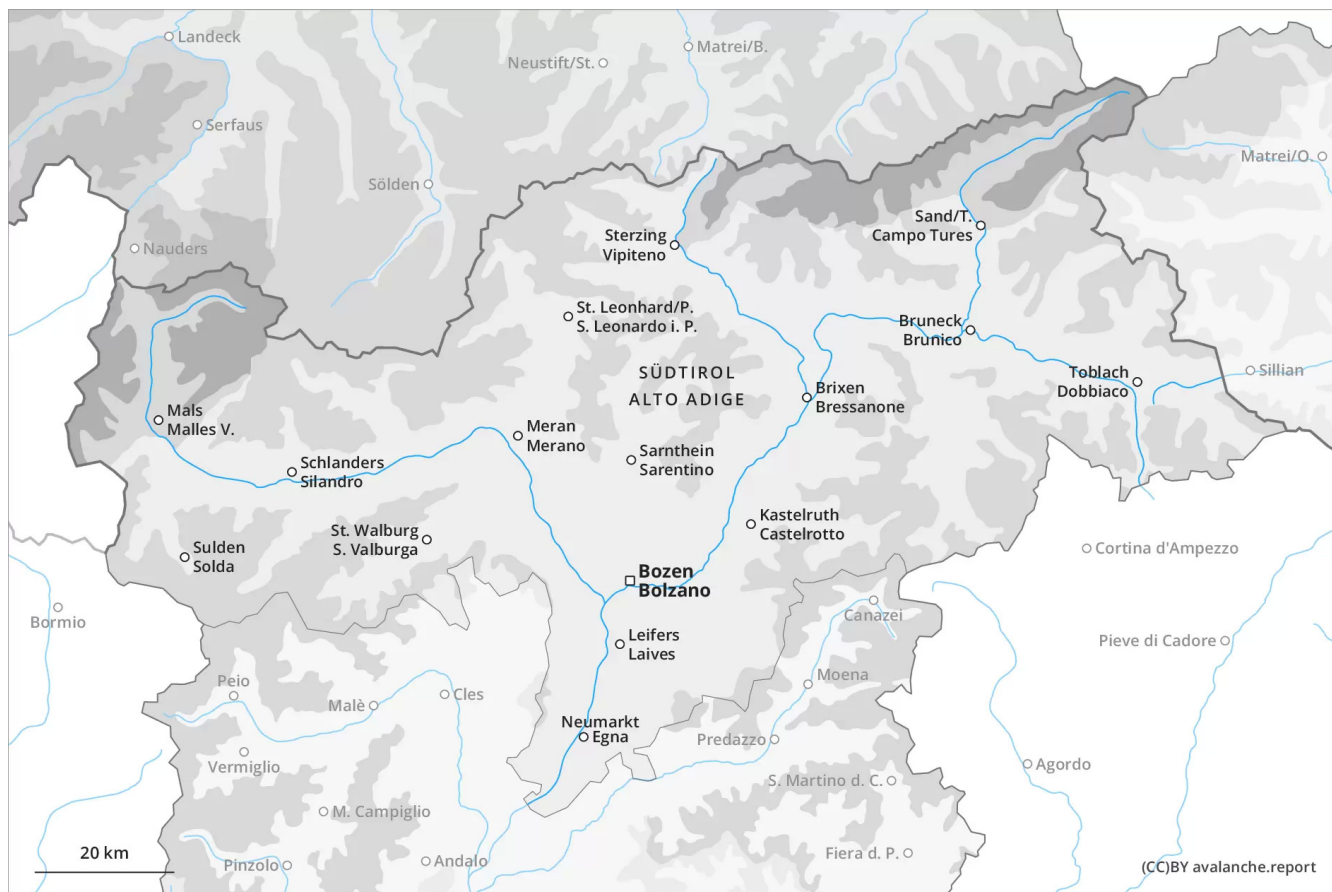 Landeck
Matrei/B.
Neustift/St.
Serfaus
Matrei/O.
Sölden
Sand/T.
Campo Tures
Sterzing
Vipiteno
Nauders
St. Leonhard/P.
S. Leonardo i. P.
Bruneck
Brunico
SÜDTIROL
ALTO ADIGE
Toblach
Dobbiaco
Sillian
Brixen
Bressanone
Mals
Malles V.
Meran
Merano
Schlanders
Silandro
Sarnthein
Sarentino
St. Walburg
S. Valburga
Kastelruth
Castelrotto
Sulden
Solda
Cortina d'Ampezzo
Bozen
Bolzano
Bormio
Canazei
Leifers
Laives
Pieve di Cadore
Peio
Malè
Cles
Moena
Neumarkt
Egna
Predazzo
Vermiglio
Agordo
S. Martino d. C.
M. Campiglio
20 km
Pinzolo
Andalo
Fiera d. P.
(CC)BY avalanche.report